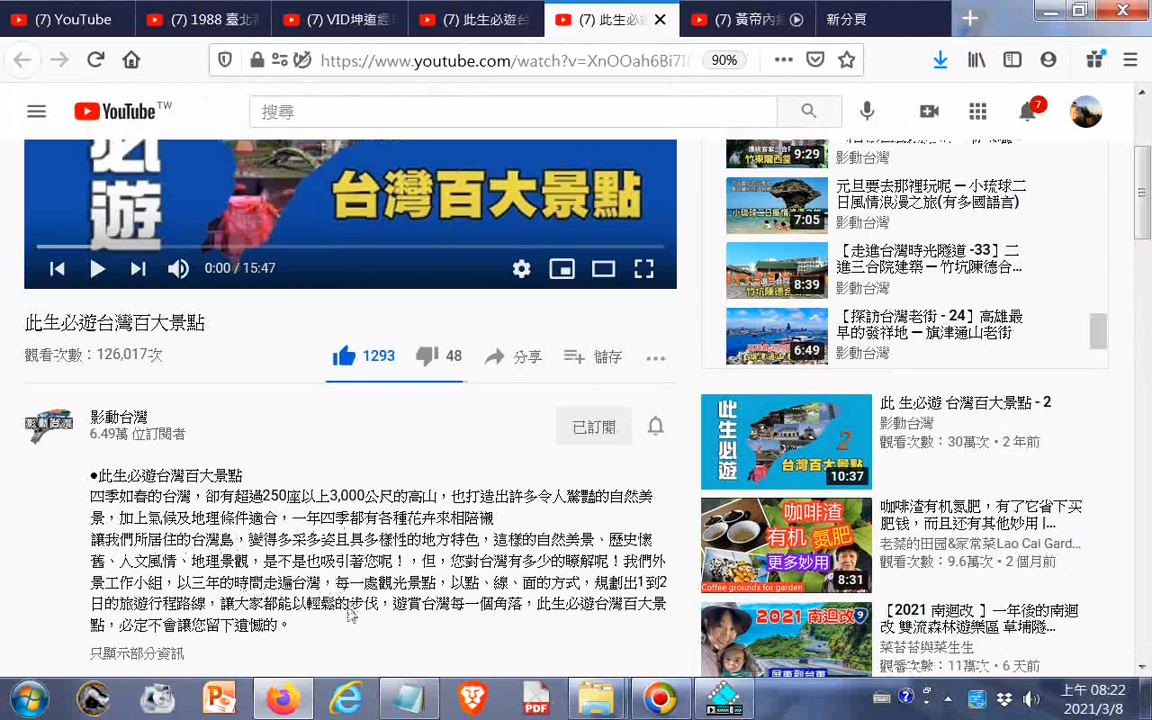 (7) YouTube
(7) 1988 臺北
(7) VID坤道經
(7) 此生必遊台
(7) 此生必
(7) 黃帝內
新分頁
https://www.youtube.com/watch?v=XnOOah6Bi7I
90%
YouTube TW
搜尋
7
必
遊
台灣百大景點
0:00 / 15:47
此生必遊台灣百大景點
觀看次數：126,017次
1293
48
分享
儲存
影動台灣
6.49萬 位訂閱者
已訂閱
●此生必遊台灣百大景點
四季如春的台灣，卻有超過250座以上3,000公尺的高山，也打造出許多令人驚豔的自然美
景，加上氣候及地理條件適合，一年四季都有各種花卉來相陪襯
讓我們所居住的台灣島，變得多采多姿且具多樣性的地方特色，這樣的自然美景、歷史懷
舊、人文風情、地理景觀，是不是也吸引著您呢！，但，您對台灣有多少的瞭解呢！我們外
景工作小組，以三年的時間走遍台灣，每一處觀光景點，以點、線、面的方式，規劃出1到2
日的旅遊行程路線，讓大家都能以輕鬆的步伐，遊賞台灣每一個角落，此生必遊台灣百大景
點，必定不會讓您留下遺憾的。
只顯示部分資訊
9:29
影動台灣
元旦要去那裡玩呢 – 小琉球二
日風情浪漫之旅(有多國語言)
影動台灣
7:05
【走進台灣時光隧道 -33】二
進三合院建築 – 竹坑陳德合...
影動台灣
8:39
【探訪台灣老街 - 24】高雄最
早的發祥地 – 旗津通山老街
影動台灣
6:49
此生必遊
2
台灣百大景點
10:37
此 生必遊 台灣百大景點 - 2
影動台灣
觀看次數：30萬次 • 2 年前
咖啡渣
有机 氮肥
更多妙用
Coffee grounds for garden
8:31
咖啡渣有机氮肥，有了它省下买
肥钱，而且还有其他妙用 |...
老菜的田园&家常菜Lao Cai Gard...
觀看次數：9.6萬次 • 2 個月前
2021 南迴改 9
屏東到台東
【2021 南迴改 】一年後的南迴
改 雙流森林遊樂區 草埔隧...
菜苔苔與菜生生
觀看次數：11萬次 • 6 天前
PDF
上午 08:22
2021/3/8